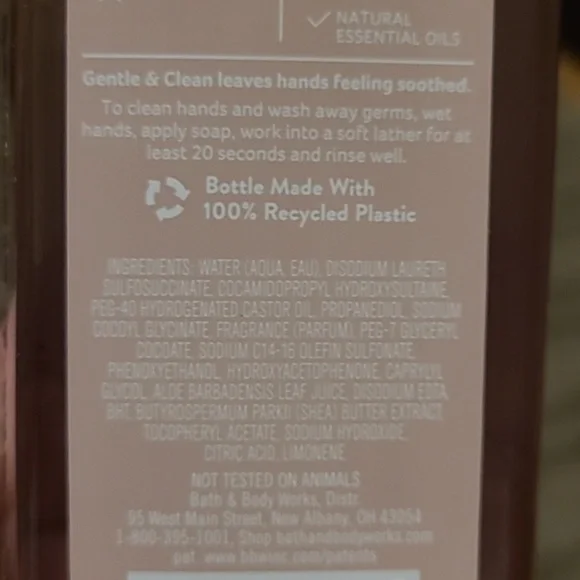 NATURAL
ESSENTIAL OILS
Gentle & Clean leaves hands feeling soothed.
To clean hands and wash away germs, wet
hands, apply soap, work into a soft lather for at
least 20 seconds and rinse well.
Bottle Made With
100% Recycled Plastic
INGREDIENTS: WATER (AQUA, EAU), DISODIUM LAURETH
SULFOSUCCINATE, COCAMIDOPROPYL HYDROXYSULTAINE,
PEG-40 HYDROGENATED CASTOR OIL, PROPANEDIOL, SODIUM
COCOYL GLYCINATE, FRAGRANCE (PARFUM), PEG-7 GLYCERYL
COCOATE, SODIUM C14-16 OLEFIN SULFONATE,
PHENOXYETHANOL, HYDROXYACETOPHENONE, CAPRYLYL
GLYCOL, ALOE BARBADENSIS LEAF JUICE, DISODIUM EDTA,
BHT, BUTYROSPERMUM PARKII (SHEA) BUTTER EXTRACT,
TOCOPHERYL ACETATE, SODIUM HYDROXIDE,
CITRIC ACID, LIMONENE
NOT TESTED ON ANIMALS
Bath & Body Works, Distr.
95 West Main Street, New Albany, OH 43054
1-800-395-1001, Shop bathandbodyworks.com
pat. www.bbwinc.com/patents